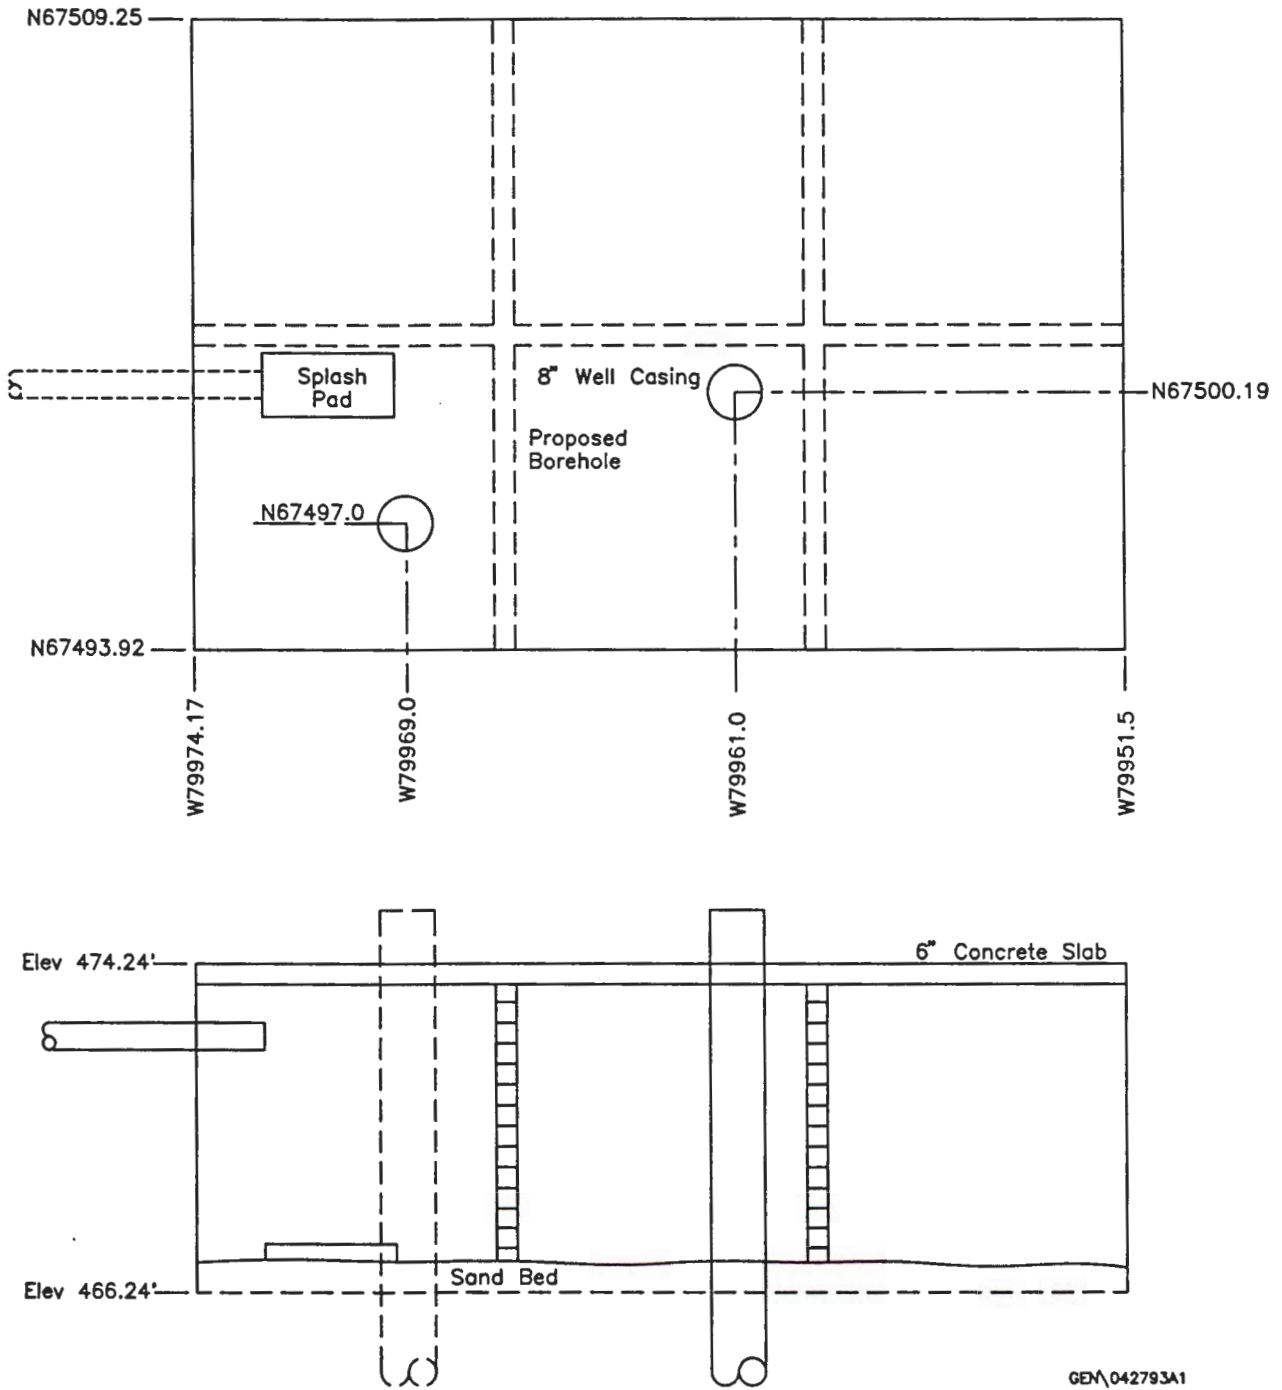 N67509.25
Splash
Pad
8" Well Casing
N67500.19
Proposed
Borehole
N67497.0
N67493.92
W79974.17
W79969.0
W79961.0
W79951.5
Elev 474.24'
6" Concrete Slab
Sand Bed
Elev 466.24'
GEN\042793A1